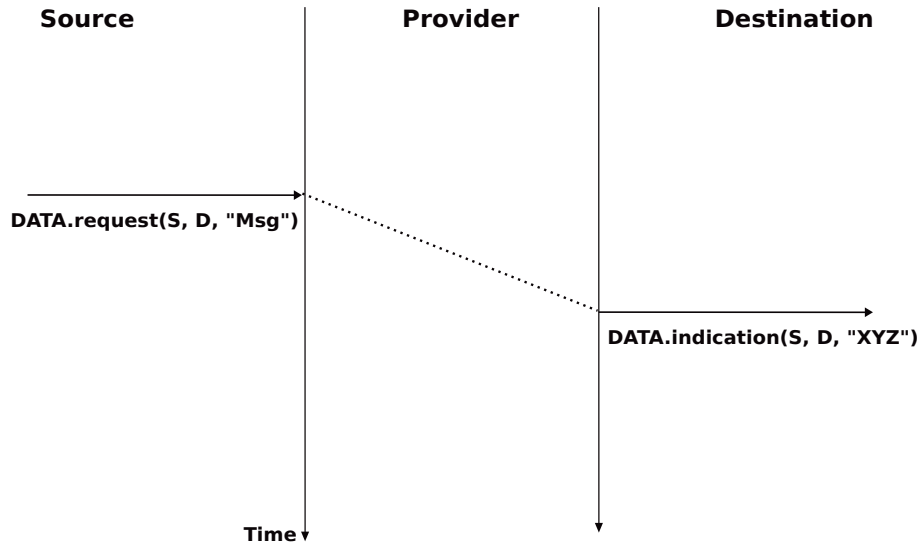 Source
Provider
Destination
DATA.request(S, D, "Msg")
DATA.indication(S, D, "XYZ")
Time